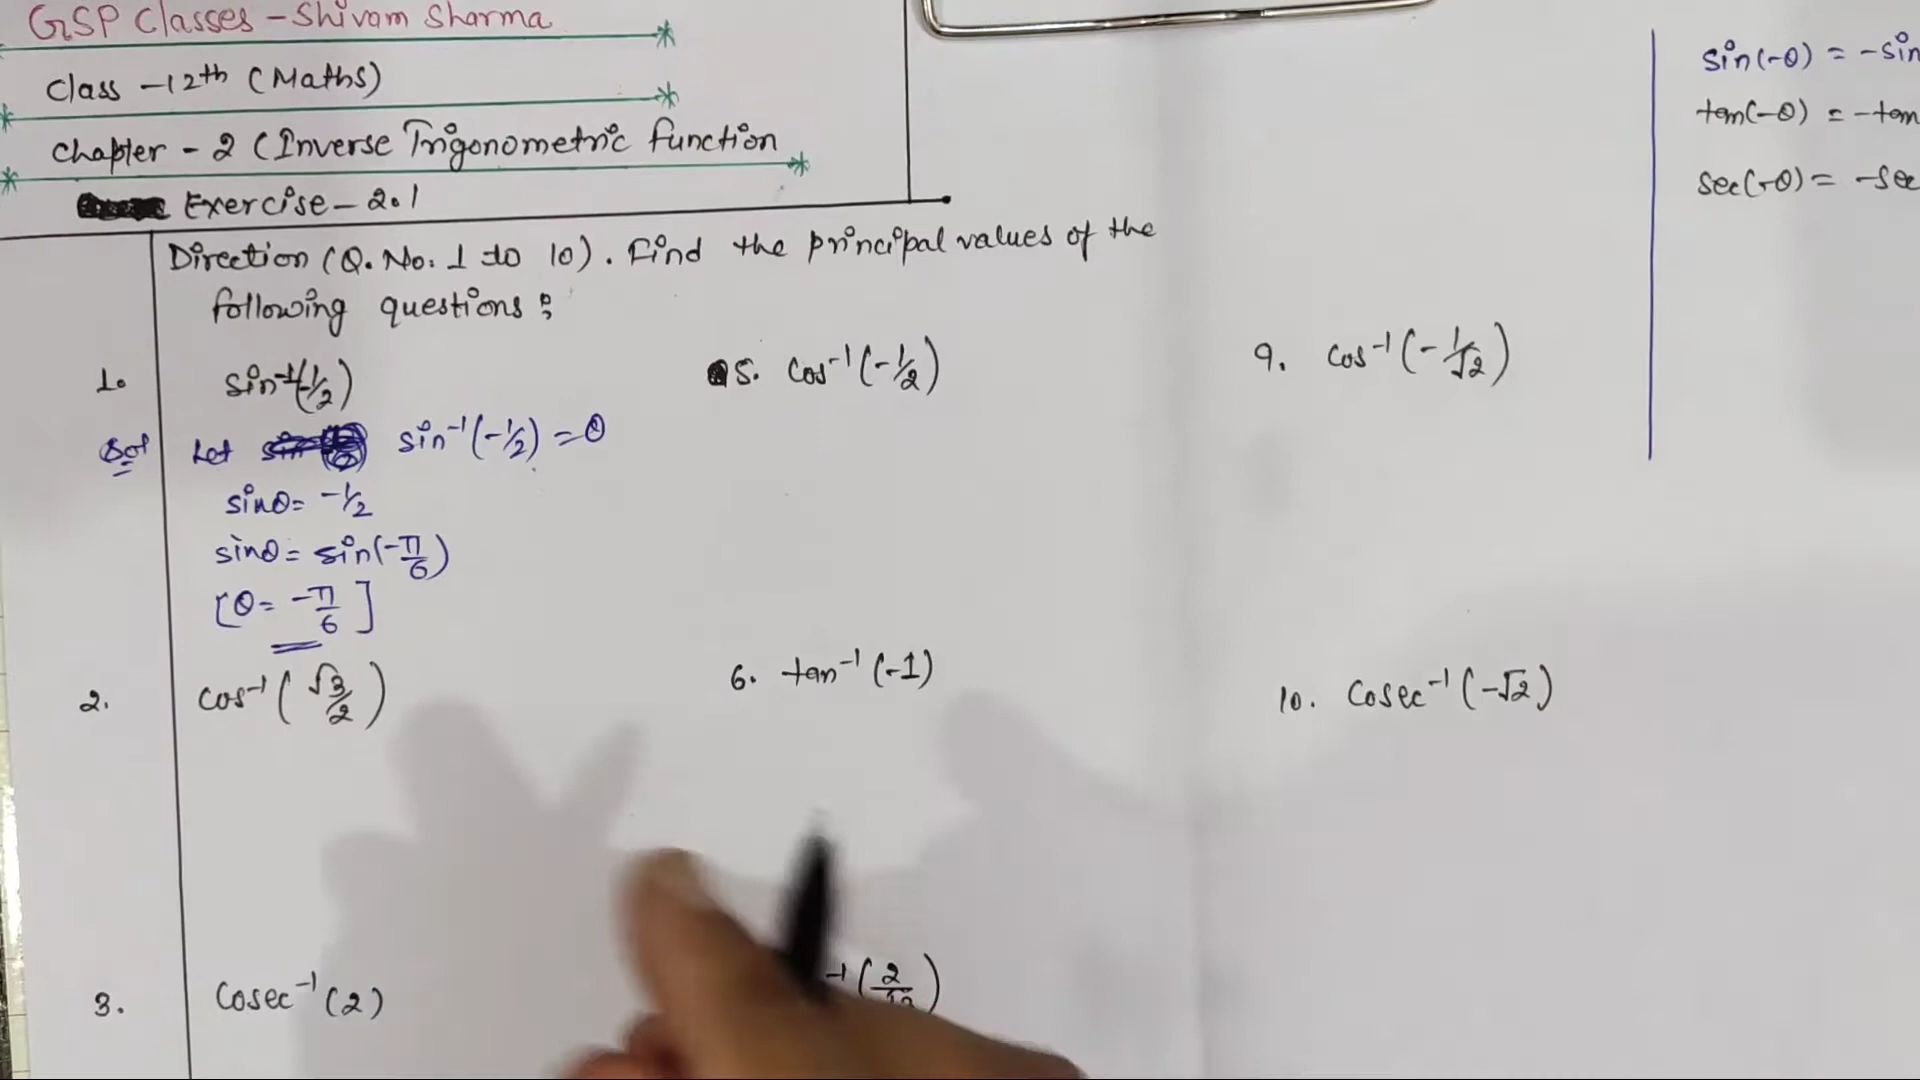 GSP Classes - Shivam Sharma
Class - 12th (Maths)
Chapter - 2 (Inverse Trigonometric function
Exercise - 2.1
Direction (Q. No. 1 to 10). Find the principal values of the
following questions :
1. sin⁻¹(-1/2)
Sol Let sin⁻¹(-1/2) = θ
sinθ = -1/2
sinθ = sin(-π/6)
[θ = -π/6]
2. cos⁻¹(√3/2)
3. Cosec⁻¹(2)
5. cos⁻¹(-1/2)
6. tan⁻¹(-1)
⁻¹(2/√3)
9. cos⁻¹(-1/√2)
10. Cosec⁻¹(-√2)
sin(-θ) = -sin
tan(-θ) = -tan
sec(-θ) = -sec